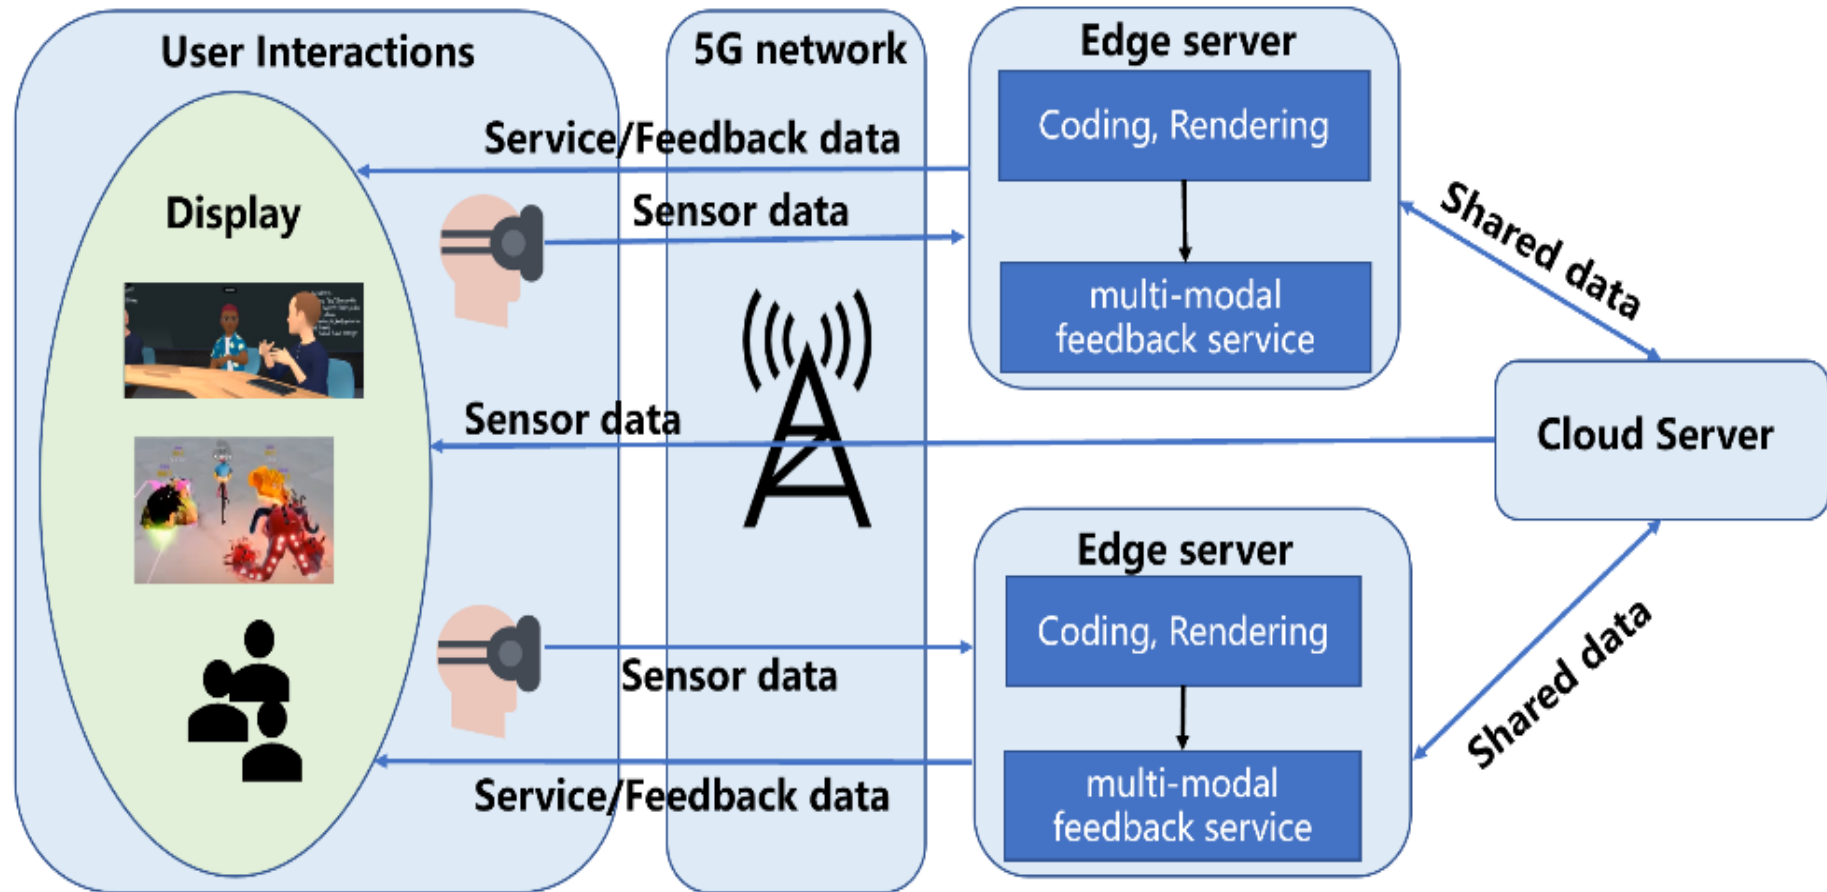 User Interactions
5G network
Edge server
Coding, Rendering
Service/Feedback data
Display
Sensor data
multi-modal
feedback service
Shared data
Sensor data
Cloud Server
Edge server
Coding, Rendering
Sensor data
Shared data
multi-modal
feedback service
Service/Feedback data